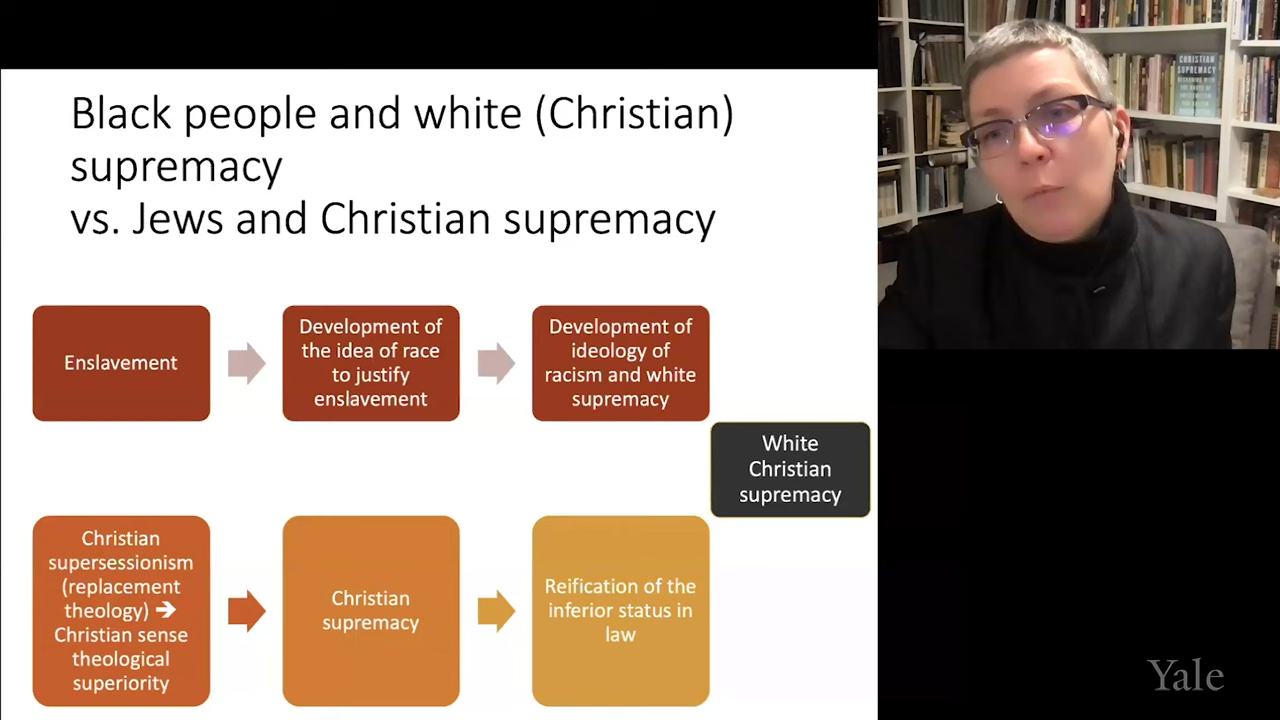 Black people and white (Christian)
supremacy
vs. Jews and Christian supremacy
Enslavement
Development of
the idea of race
to justify
enslavement
Development of
ideology of
racism and white
supremacy
White
Christian
supremacy
Christian
supersessionism
(replacement
theology) ➔
Christian sense
theological
superiority
Christian
supremacy
Reification of the
inferior status in
law
CHRISTIAN
SUPREMACY
Yale